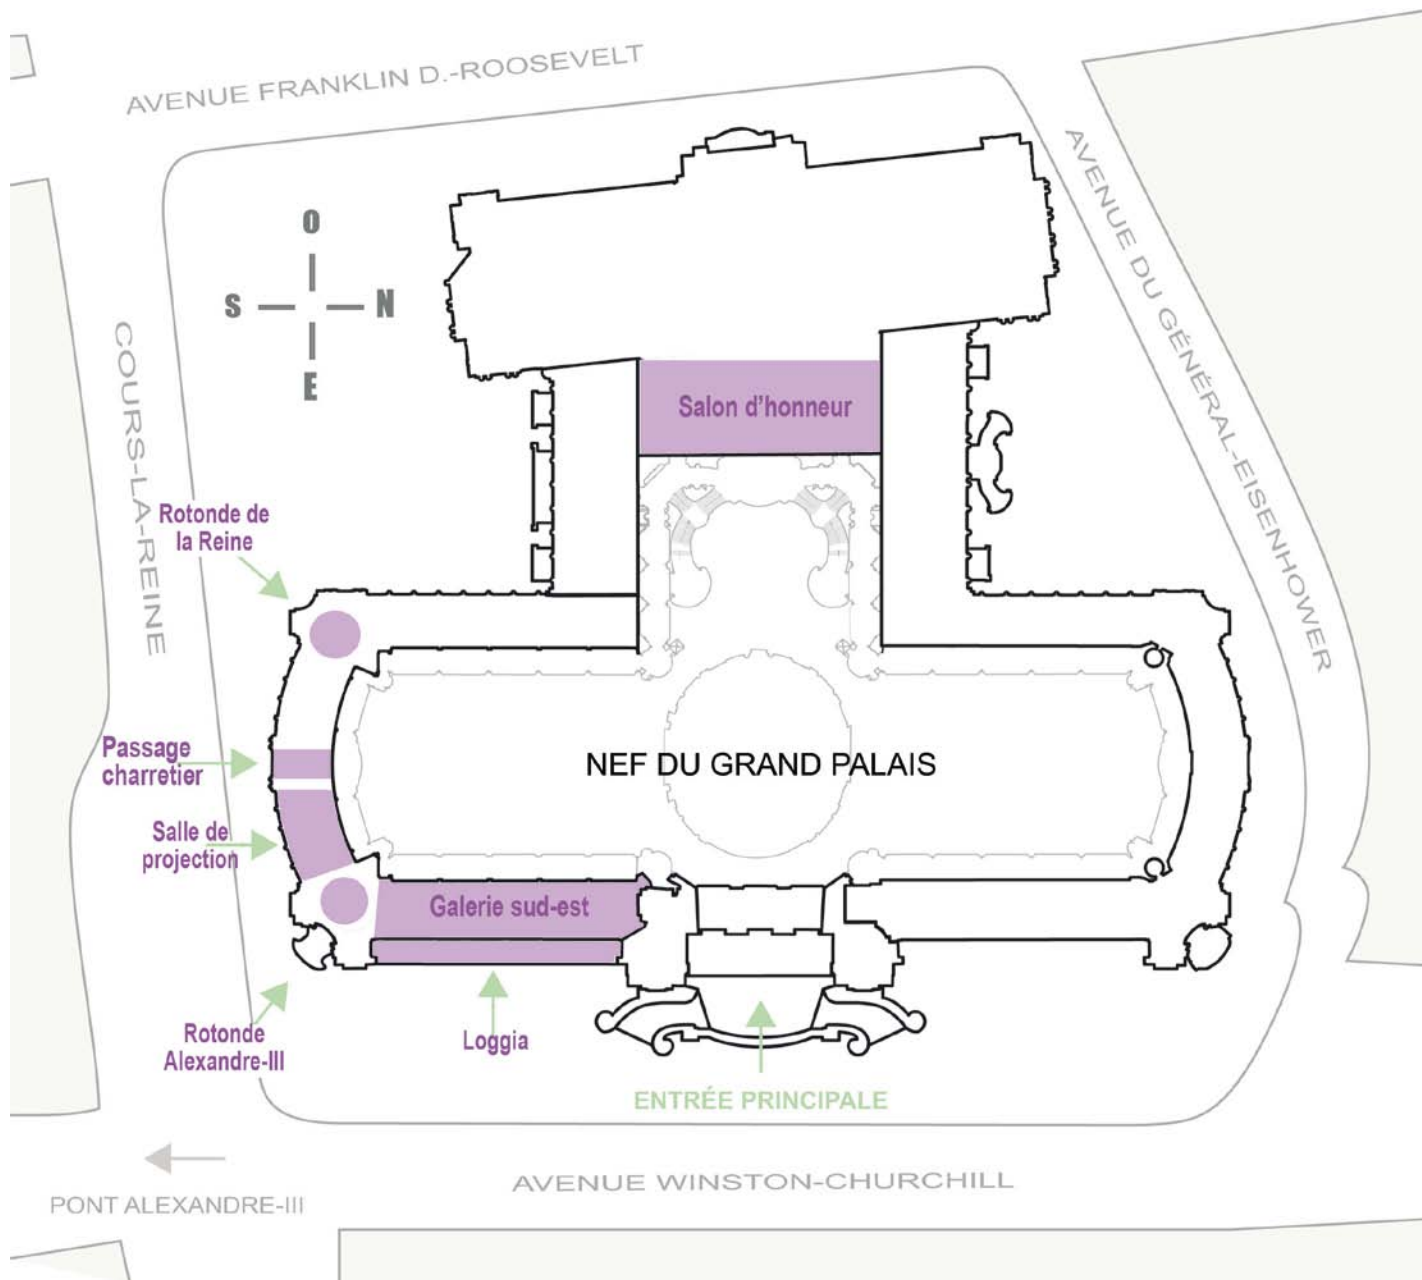 AVENUE FRANKLIN D.-ROOSEVELT
AVENUE DU GÉNÉRAL-EISENHOWER
O
S
N
E
COURS-LA-REINE
Salon d'honneur
Rotonde de
la Reine
Passage
charretier
NEF DU GRAND PALAIS
Salle de
projection
Galerie sud-est
Rotonde
Alexandre-III
Loggia
ENTRÉE PRINCIPALE
AVENUE WINSTON-CHURCHILL
PONT ALEXANDRE-III